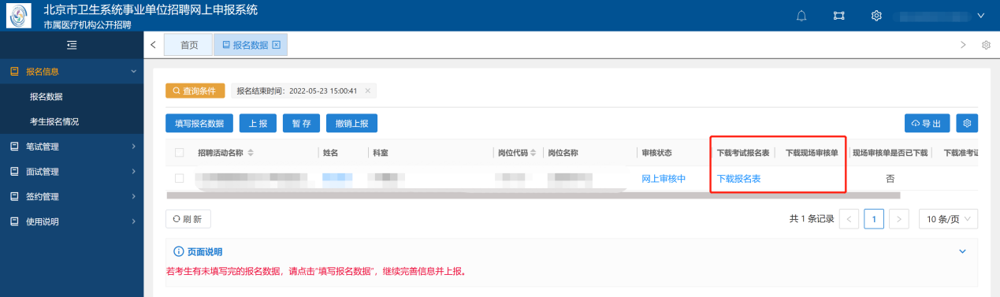 北京市卫生系统事业单位招聘网上申报系统
市属医疗机构公开招聘
首页 报名数据
报名信息
报名数据
考生报名情况
笔试管理
面试管理
签约管理
使用说明
查询条件 报名结束时间：2022-05-23 15:00:41 ×
填写报名数据 上 报 暂 存 撤销上报 导 出
招聘活动名称 姓名 科室 岗位代码 岗位名称 审核状态 下载考试报名表 下载现场审核单 现场审核单是否已下载 下载准考证
网上审核中 下载报名表 否
刷 新 共 1 条记录 < 1 > 10 条/页
页面说明
若考生有未填写完的报名数据，请点击“填写报名数据”，继续完善信息并上报。